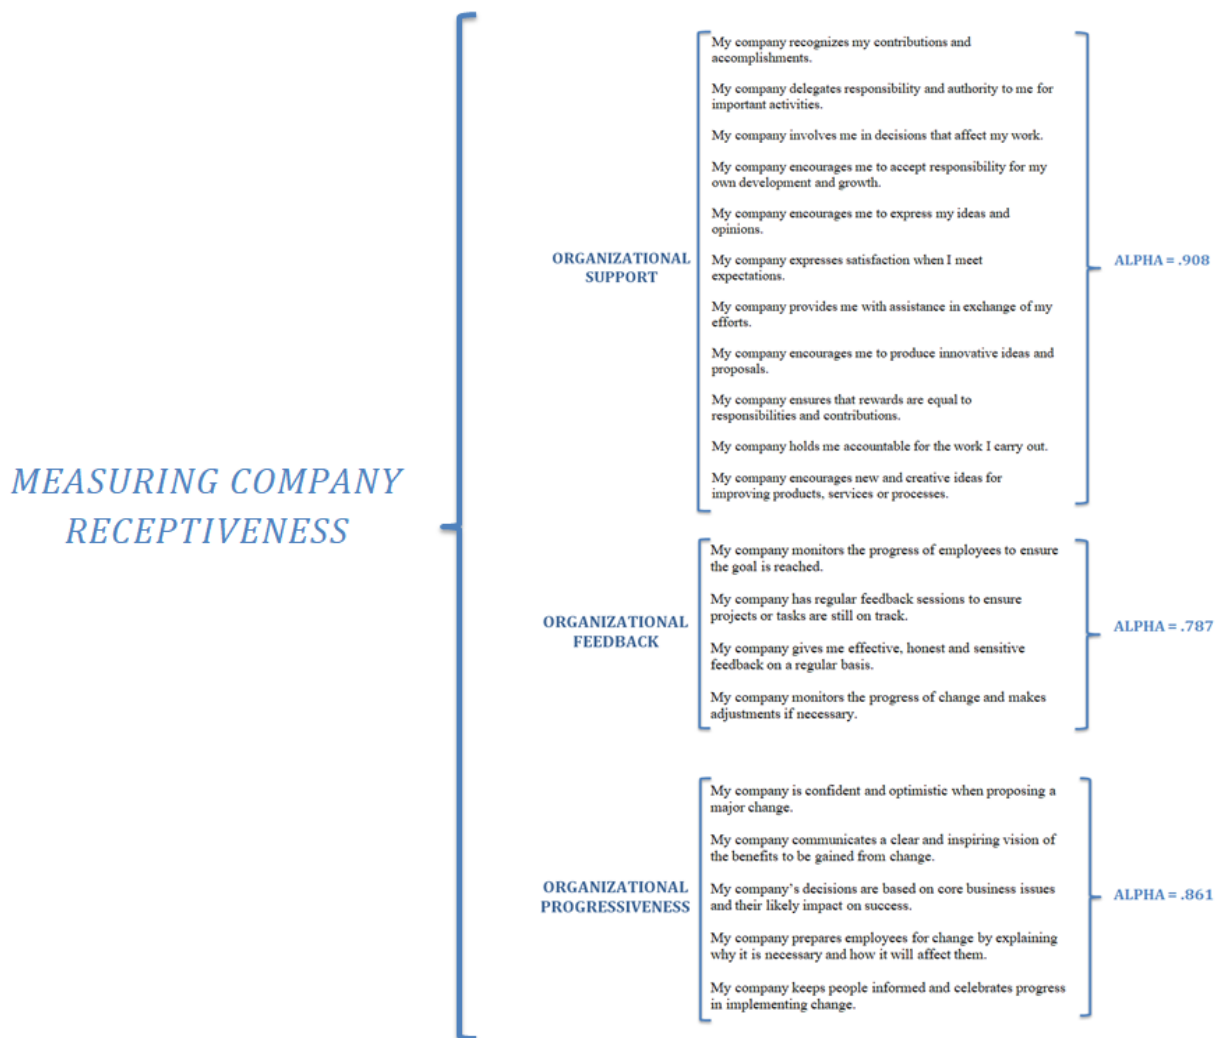 MEASURING COMPANY
RECEPTIVENESS
ORGANIZATIONAL
SUPPORT
My company recognizes my contributions and
accomplishments.
My company delegates responsibility and authority to me for
important activities.
My company involves me in decisions that affect my work.
My company encourages me to accept responsibility for my
own development and growth.
My company encourages me to express my ideas and
opinions.
My company expresses satisfaction when I meet
expectations.
My company provides me with assistance in exchange of my
efforts.
My company encourages me to produce innovative ideas and
proposals.
My company ensures that rewards are equal to
responsibilities and contributions.
My company holds me accountable for the work I carry out.
My company encourages new and creative ideas for
improving products, services or processes.
ALPHA = .908
ORGANIZATIONAL
FEEDBACK
My company monitors the progress of employees to ensure
the goal is reached.
My company has regular feedback sessions to ensure
projects or tasks are still on track.
My company gives me effective, honest and sensitive
feedback on a regular basis.
My company monitors the progress of change and makes
adjustments if necessary.
ALPHA = .787
ORGANIZATIONAL
PROGRESSIVENESS
My company is confident and optimistic when proposing a
major change.
My company communicates a clear and inspiring vision of
the benefits to be gained from change.
My company's decisions are based on core business issues
and their likely impact on success.
My company prepares employees for change by explaining
why it is necessary and how it will affect them.
My company keeps people informed and celebrates progress
in implementing change.
ALPHA = .861